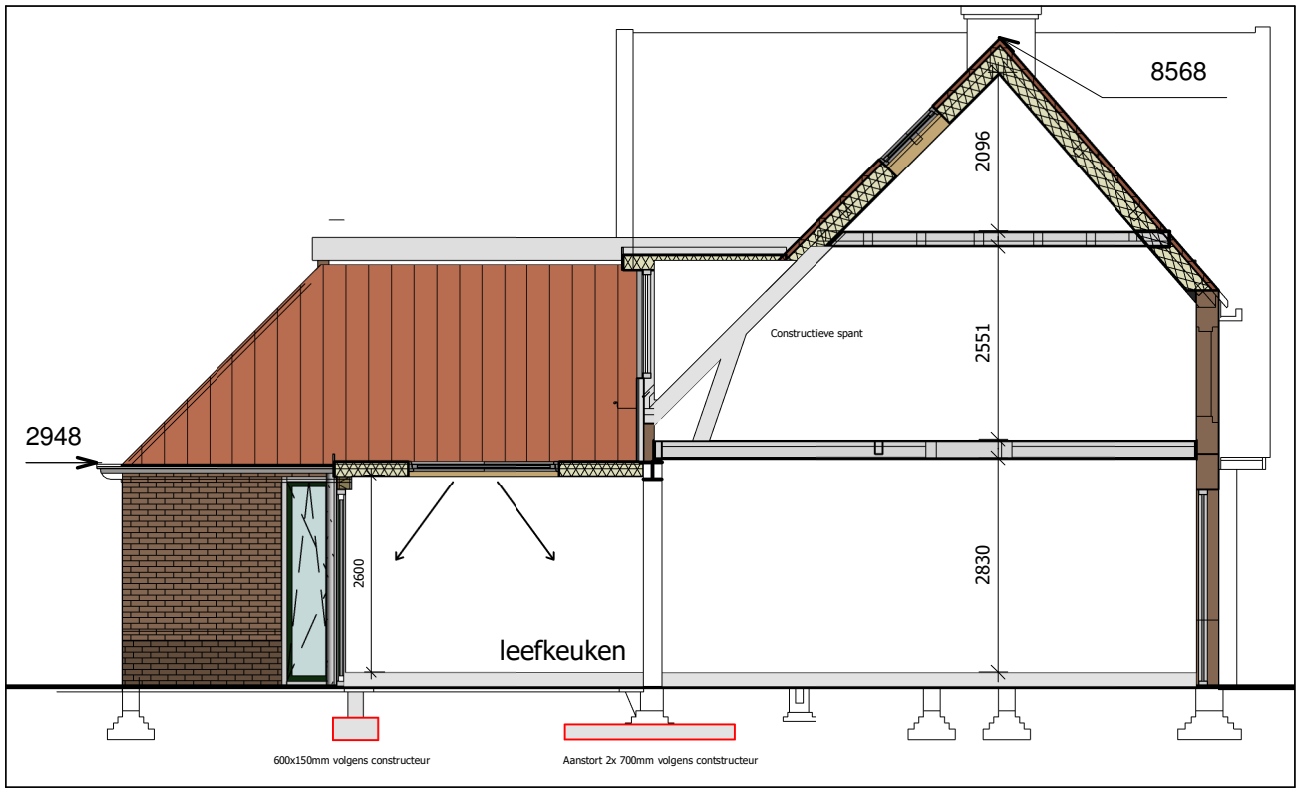 8568
2096
Constructieve spant
2551
2948
2600
2830
leefkeuken
600x150mm volgens constructeur
Aanstort 2x 700mm volgens contstructeur